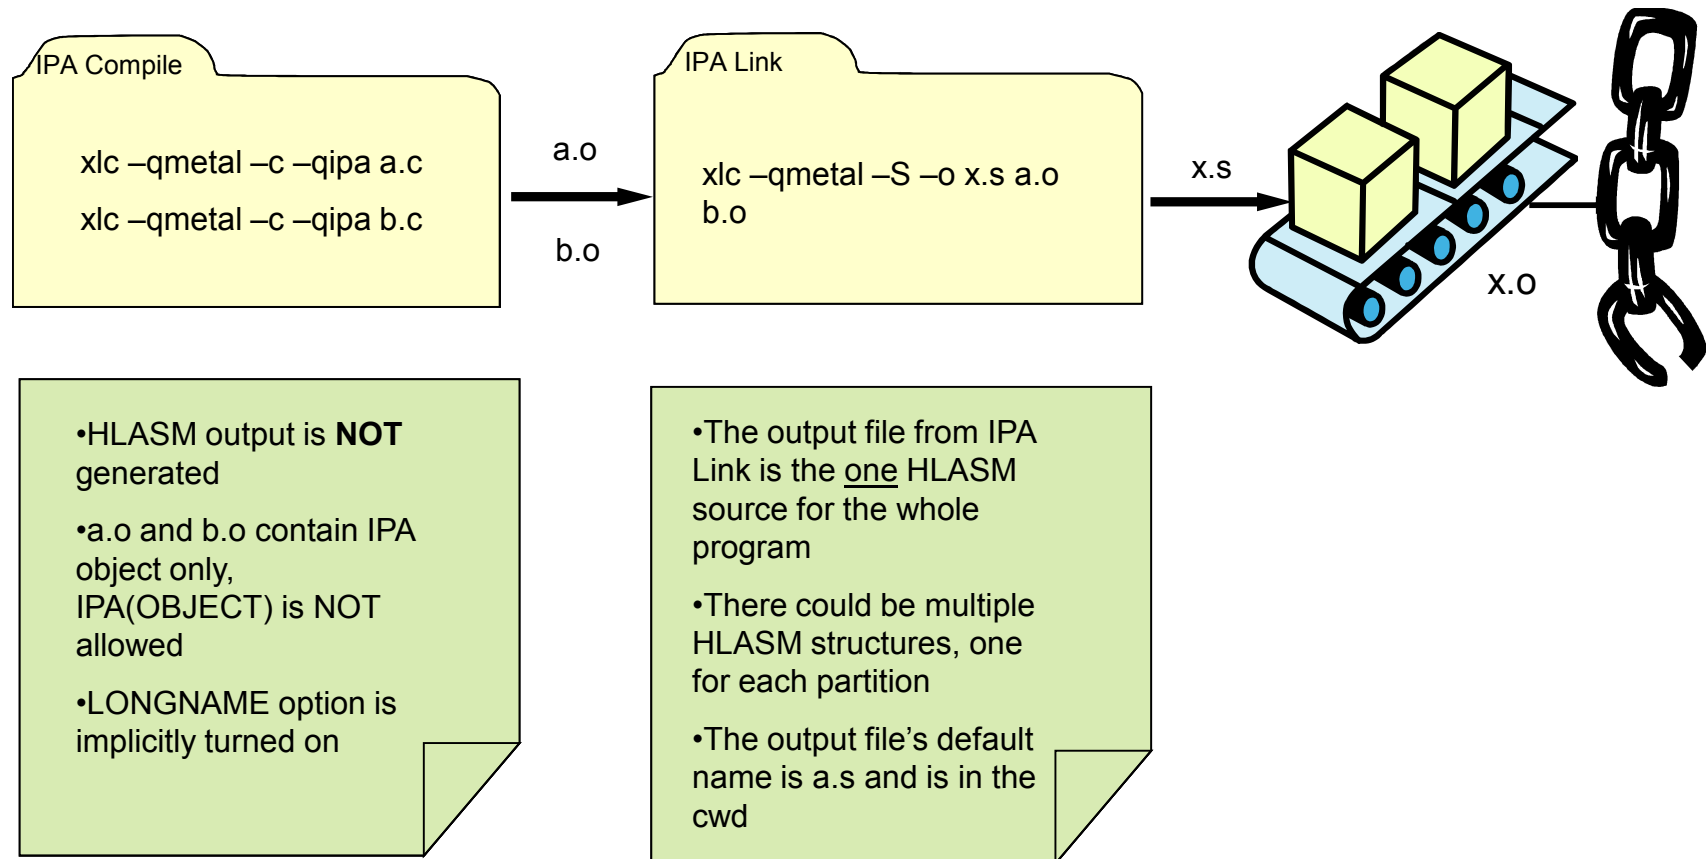 IPA Compile
xlc –qmetal –c –qipa a.c
xlc –qmetal –c –qipa b.c
a.o
b.o
IPA Link
xlc –qmetal –S –o x.s a.o
b.o
x.s
x.o
•HLASM output is NOT
generated
•a.o and b.o contain IPA
object only,
IPA(OBJECT) is NOT
allowed
•LONGNAME option is
implicitly turned on
•The output file from IPA
Link is the one HLASM
source for the whole
program
•There could be multiple
HLASM structures, one
for each partition
•The output file's default
name is a.s and is in the
cwd